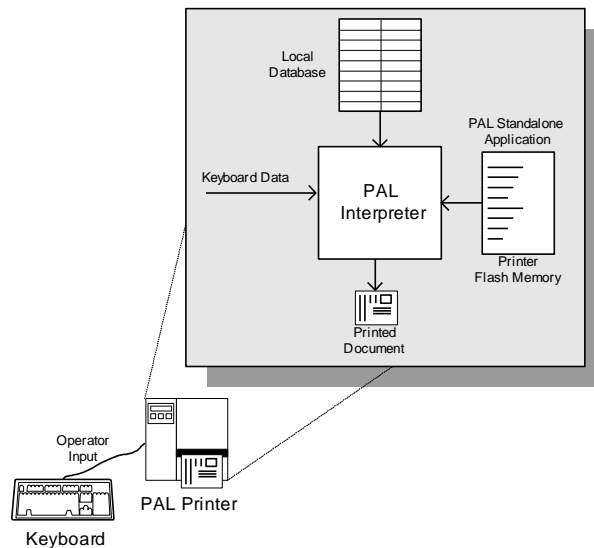 Local
Database
PAL Standalone
Application
Keyboard Data
PAL
Interpreter
Printer
Flash Memory
Printed
Document
Operator
Input
PAL Printer
Keyboard